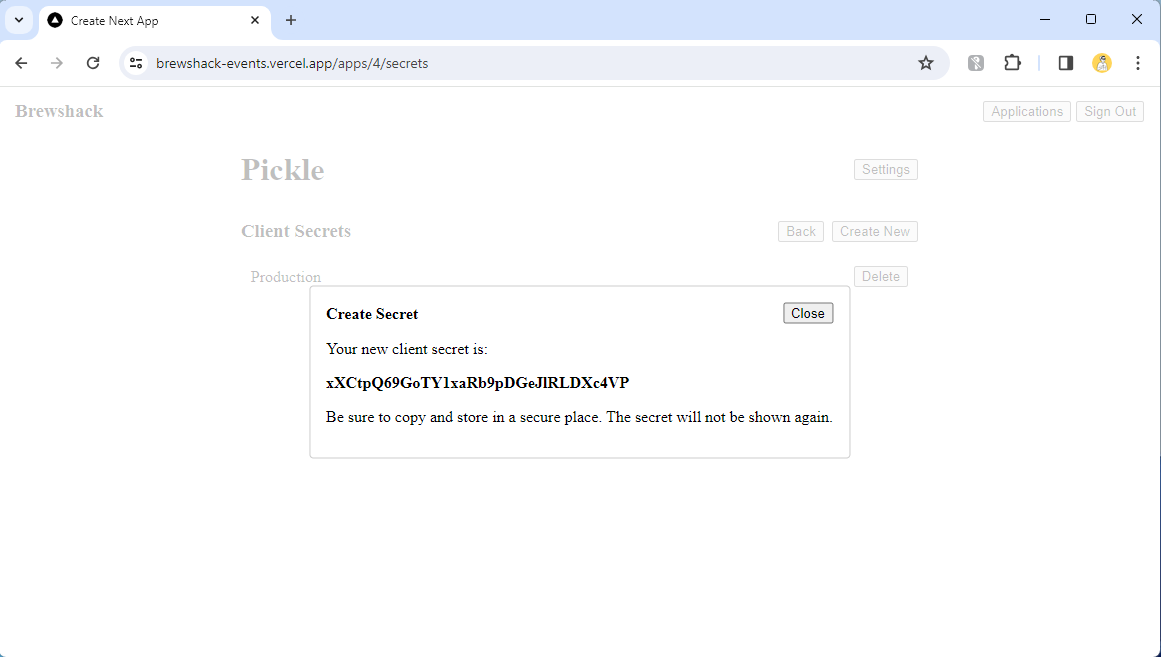 Create Next App
brewshack-events.vercel.app/apps/4/secrets
Brewshack Applications Sign Out
Pickle Settings
Client Secrets Back Create New
Production Delete
Create Secret Close
Your new client secret is:
xXCtpQ69GoTY1xaRb9pDGeJlRLDXc4VP
Be sure to copy and store in a secure place. The secret will not be shown again.